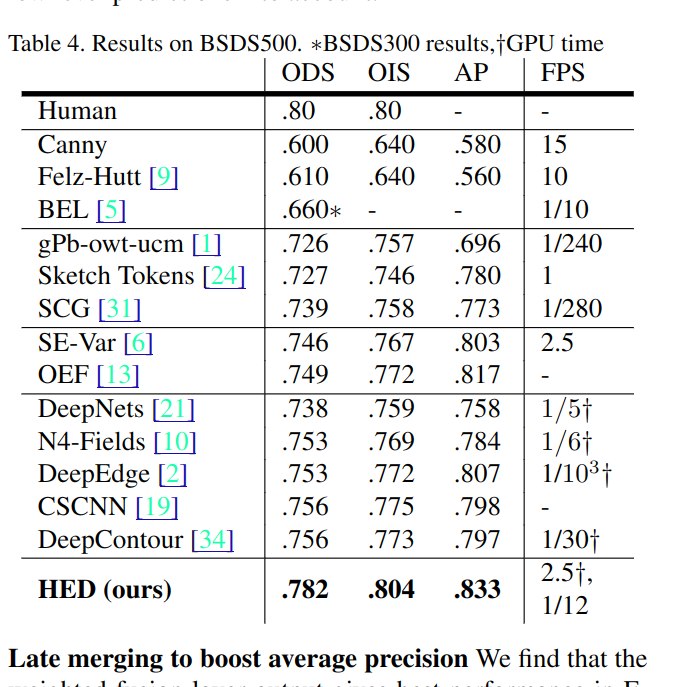 Table 4. Results on BSDS500. ∗BSDS300 results,†GPU time
ODS OIS AP FPS
Human .80 .80 - -
Canny .600 .640 .580 15
Felz-Hutt [9] .610 .640 .560 10
BEL [5] .660∗ - - 1/10
gPb-owt-ucm [1] .726 .757 .696 1/240
Sketch Tokens [24] .727 .746 .780 1
SCG [31] .739 .758 .773 1/280
SE-Var [6] .746 .767 .803 2.5
OEF [13] .749 .772 .817 -
DeepNets [21] .738 .759 .758 1/5†
N4-Fields [10] .753 .769 .784 1/6†
DeepEdge [2] .753 .772 .807 1/10³†
CSCNN [19] .756 .775 .798 -
DeepContour [34] .756 .773 .797 1/30†
HED (ours) .782 .804 .833 2.5†,
1/12
Late merging to boost average precision We find that the